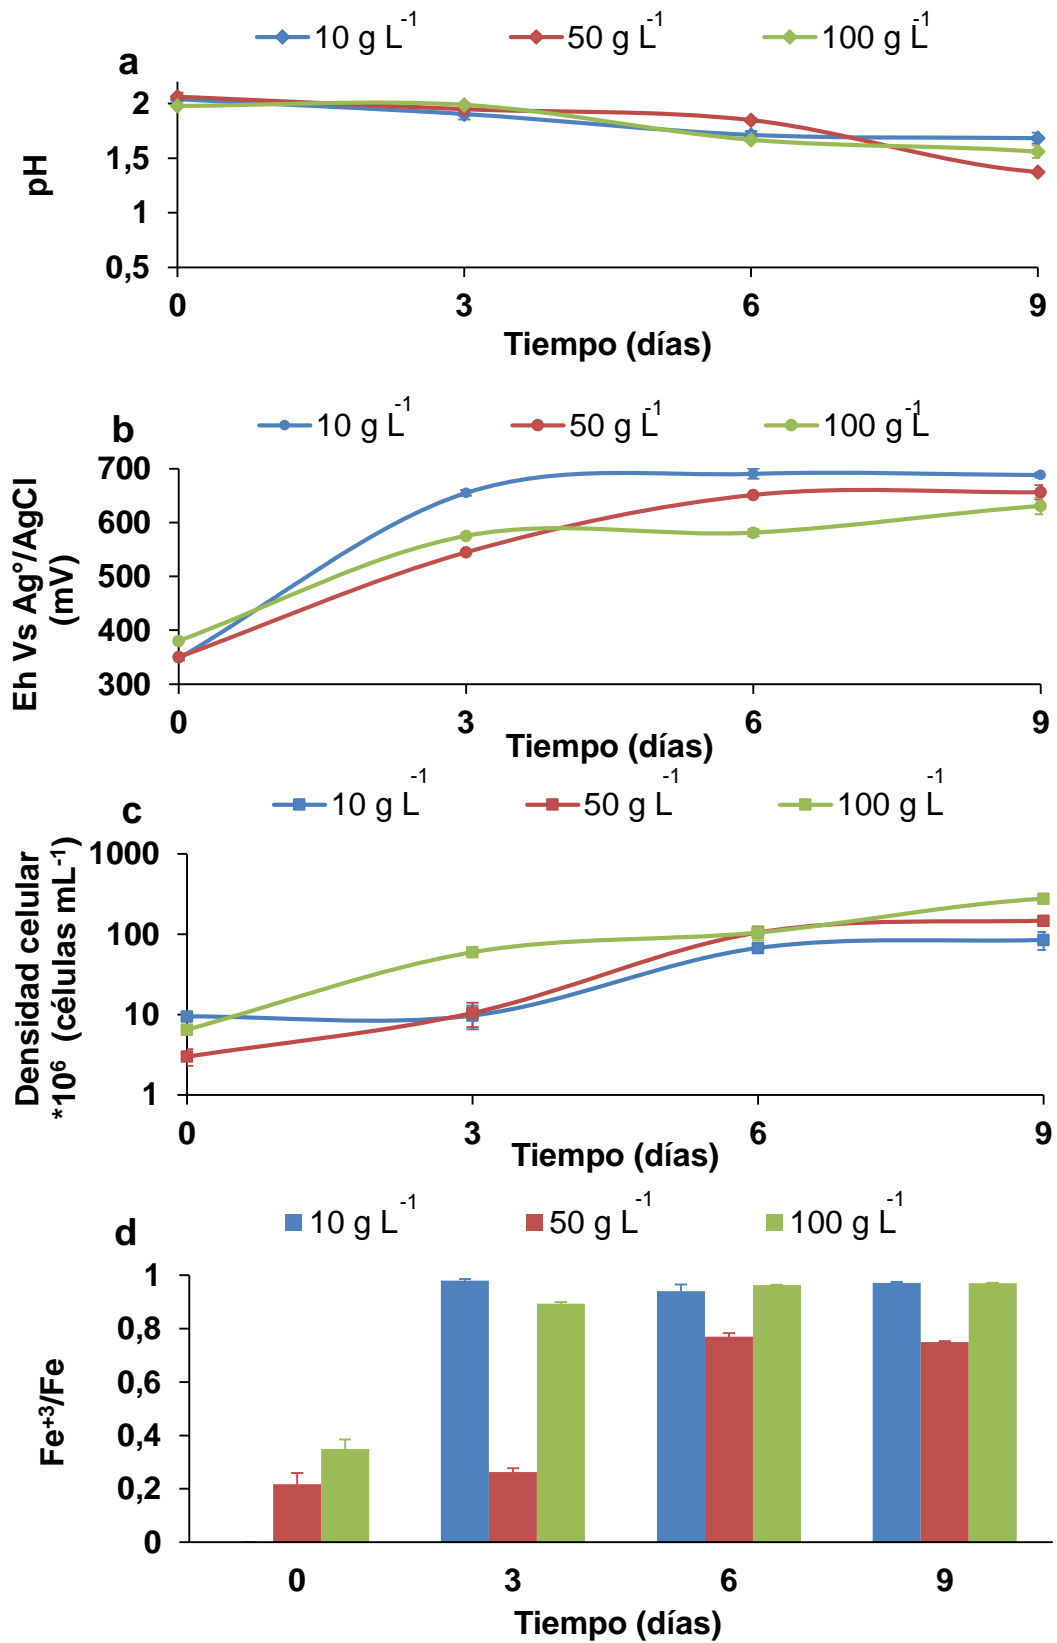 a
10 g L-1 50 g L-1 100 g L-1
pH
2
1,5
1
0,5
0 3 6 9
Tiempo (días)
b
10 g L-1 50 g L-1 100 g L-1
Eh Vs Ag°/AgCl
(mV)
700
600
500
400
300
0 3 6 9
Tiempo (días)
c
10 g L-1 50 g L-1 100 g L-1
Densidad celular
*10⁶ (células mL⁻¹)
1000
100
10
1
0 3 6 9
Tiempo (días)
d
10 g L-1 50 g L-1 100 g L-1
Fe⁺³/Fe
1
0,8
0,6
0,4
0,2
0
0 3 6 9
Tiempo (días)